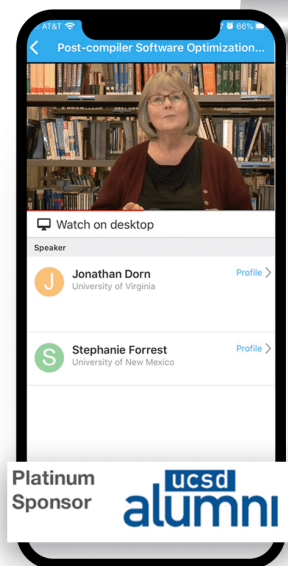 AT&T
66%
Post-compiler Software Optimization...
Watch on desktop
Speaker
J
Jonathan Dorn
Profile
University of Virginia
S
Stephanie Forrest
Profile
University of New Mexico
Platinum
Sponsor
ucsd
alumni